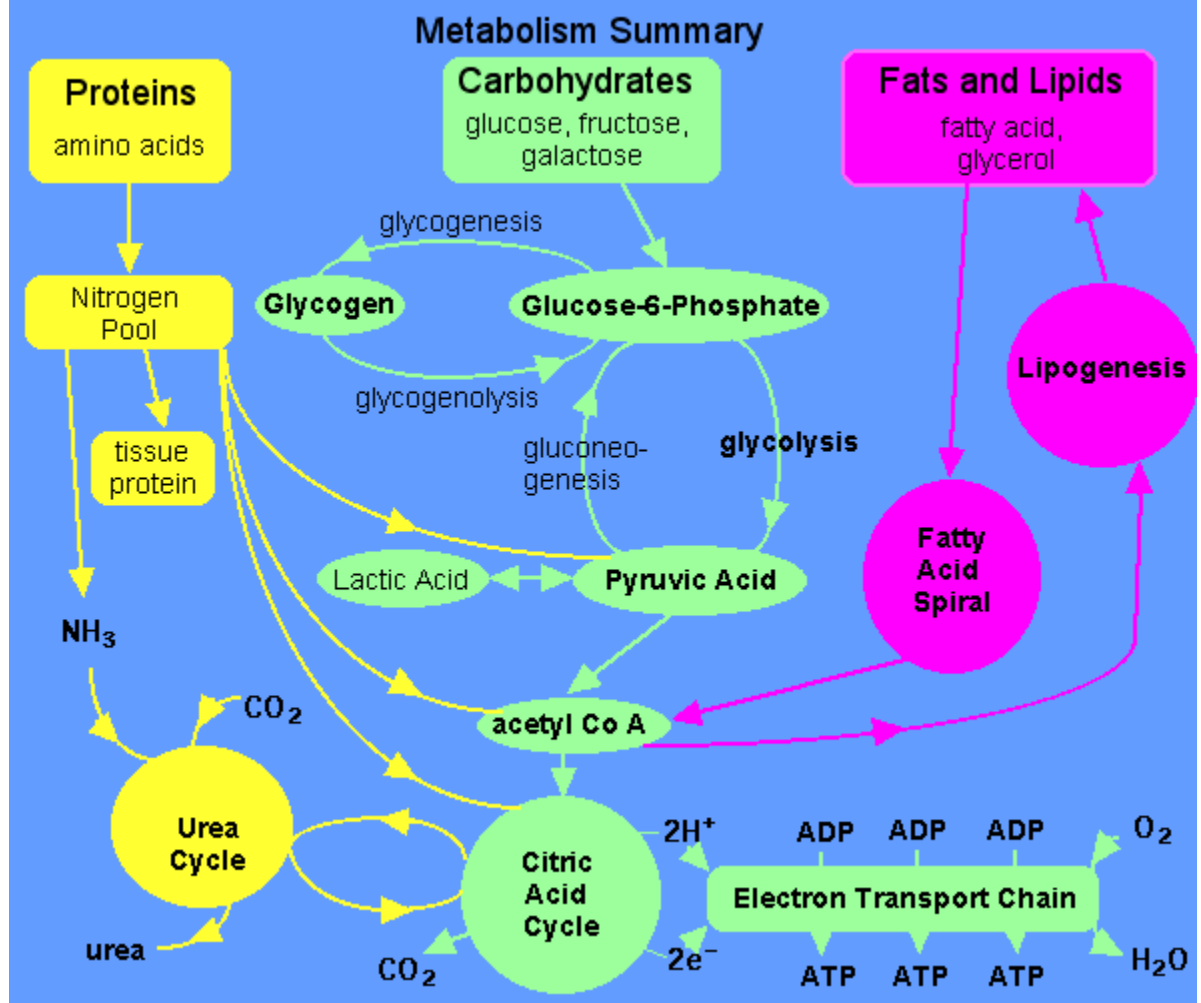 Metabolism Summary
Proteins
amino acids
Carbohydrates
glucose, fructose,
galactose
Fats and Lipids
fatty acid,
glycerol
glycogenesis
Nitrogen
Pool
Glycogen
Glucose-6-Phosphate
Lipogenesis
glycogenolysis
tissue
protein
gluconeo-
genesis
glycolysis
Fatty
Acid
Spiral
Lactic Acid
Pyruvic Acid
NH₃
CO₂
acetyl Co A
Urea
Cycle
urea
Citric
Acid
Cycle
CO₂
2H⁺
2e⁻
ADP ADP ADP
O₂
Electron Transport Chain
ATP ATP ATP
H₂O